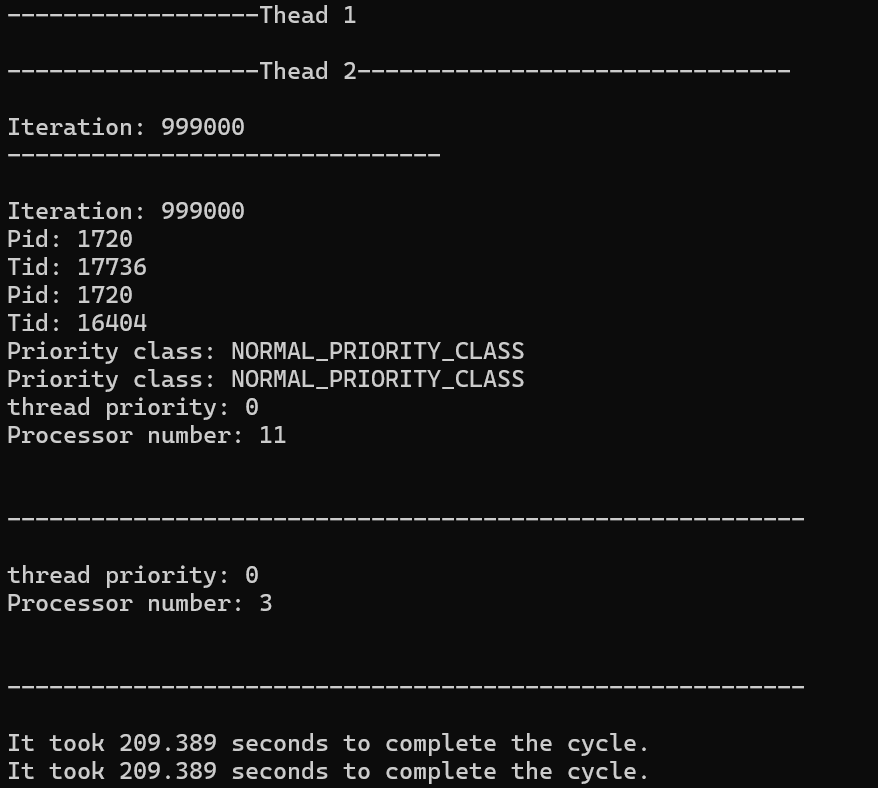 ------------------Thead 1
------------------Thead 2-------------------------------
Iteration: 999000
-------------------------------
Iteration: 999000
Pid: 1720
Tid: 17736
Pid: 1720
Tid: 16404
Priority class: NORMAL_PRIORITY_CLASS
Priority class: NORMAL_PRIORITY_CLASS
thread priority: 0
Processor number: 11
---------------------------------------------------------
thread priority: 0
Processor number: 3
---------------------------------------------------------
It took 209.389 seconds to complete the cycle.
It took 209.389 seconds to complete the cycle.